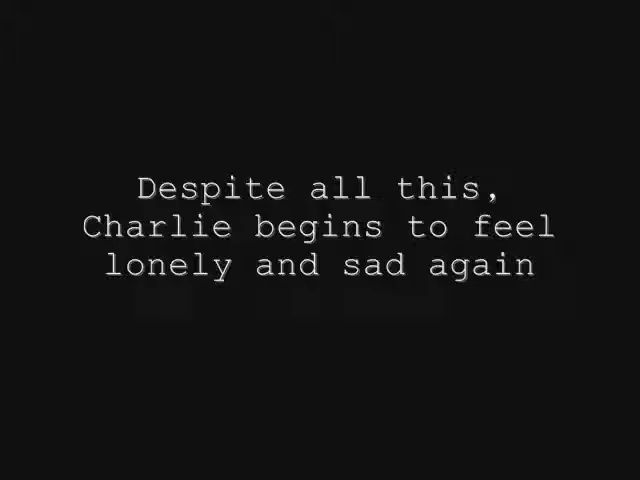 Despite all this,
Charlie begins to feel
lonely and sad again